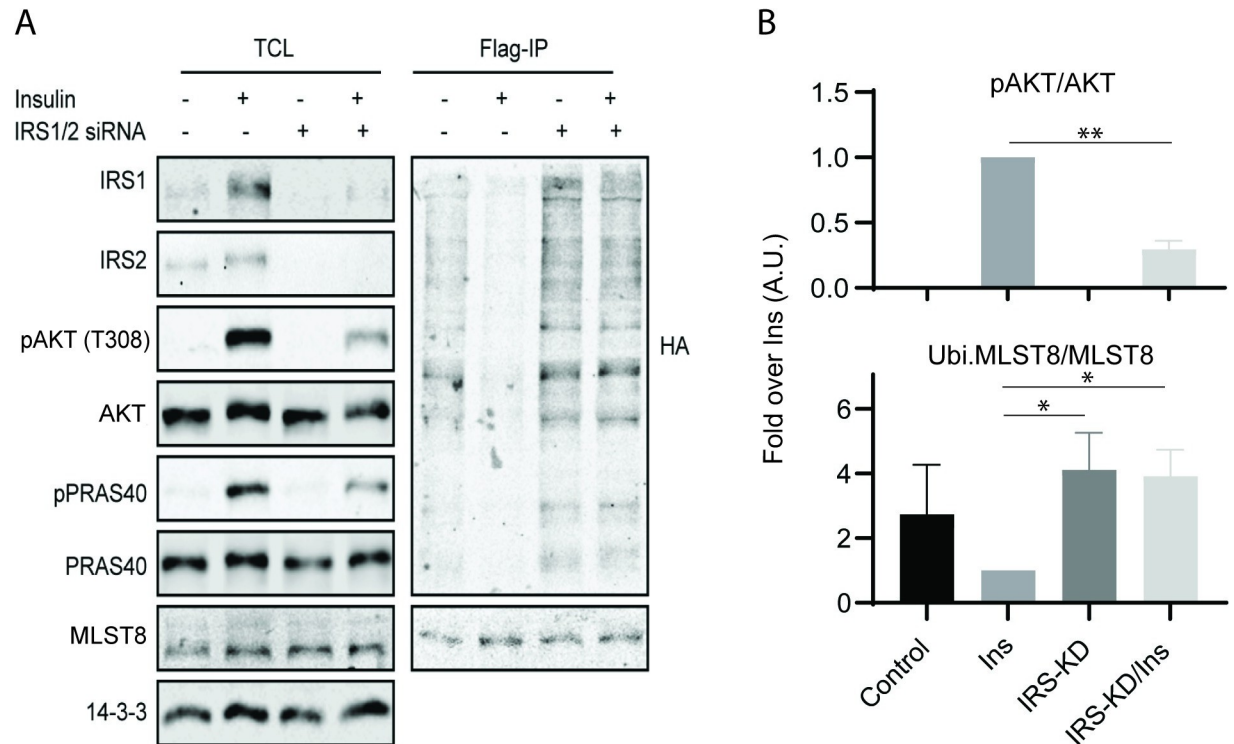 A
TCL
Flag-IP
Insulin - + - + - + - +
IRS1/2 siRNA - - + + - - + +
IRS1
IRS2
pAKT (T308)
AKT
pPRAS40
PRAS40
MLST8
14-3-3
HA
B
pAKT/AKT
**
1.5
1.0
0.5
0.0
Fold over Ins (A.U.)
Ubi.MLST8/MLST8
*
*
6
4
2
0
Control
Ins
IRS-KD
IRS-KD/Ins